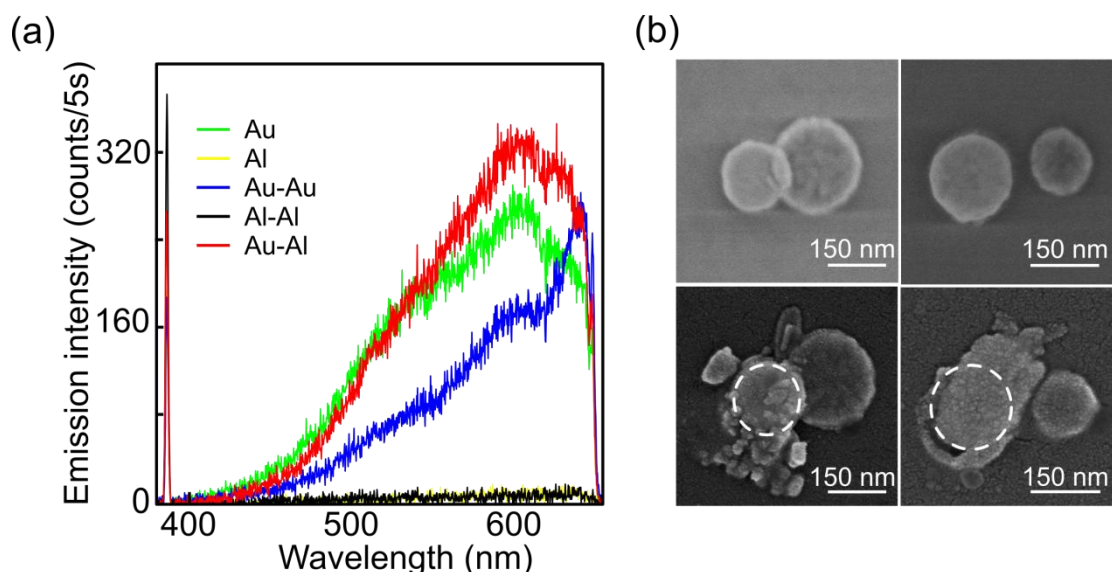 (a)
Emission intensity (counts/5s)
320
160
0
400
500
600
Wavelength (nm)
Au
Al
Au-Au
Al-Al
Au-Al
(b)
150 nm
150 nm
150 nm
150 nm